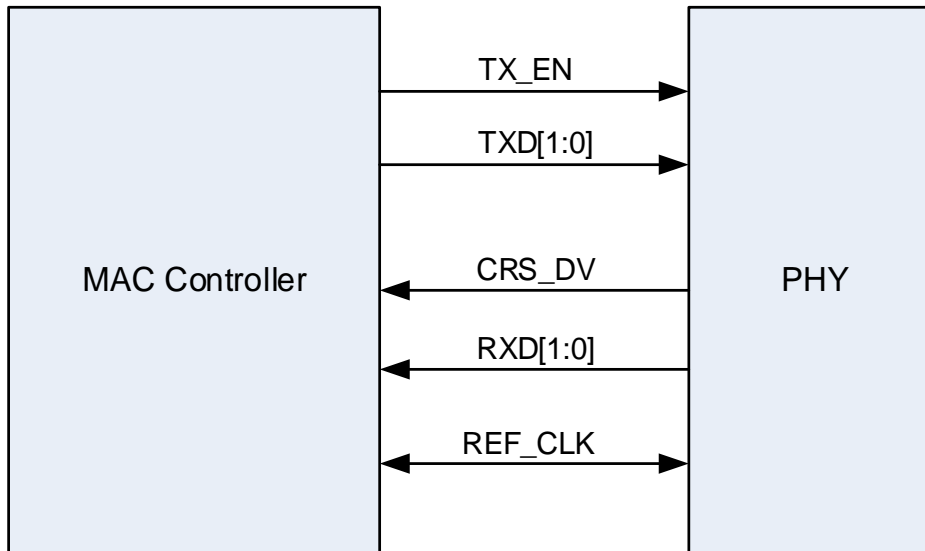 TX_EN
TXD[1:0]
MAC Controller
CRS_DV
PHY
RXD[1:0]
REF_CLK